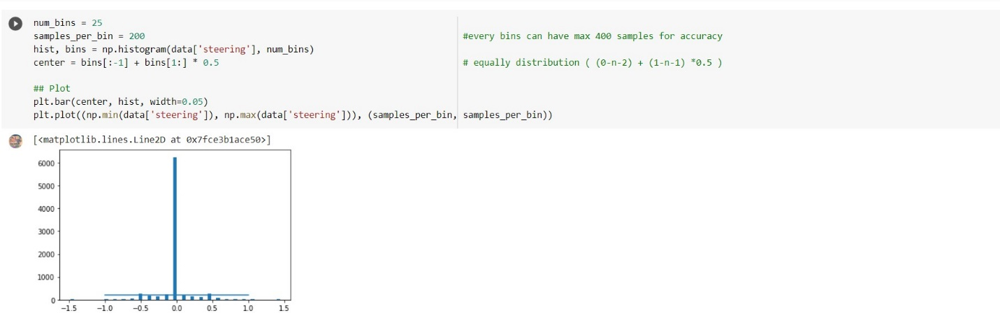 num_bins = 25
samples_per_bin = 200 #every bins can have max 400 samples for accuracy
hist, bins = np.histogram(data['steering'], num_bins)
center = bins[:-1] + bins[1:] * 0.5 # equally distribution ( (0-n-2) + (1-n-1) *0.5 )
## Plot
plt.bar(center, hist, width=0.05)
plt.plot((np.min(data['steering']), np.max(data['steering'])), (samples_per_bin, samples_per_bin))
[<matplotlib.lines.Line2D at 0x7fce3b1ace50>]
6000
5000
4000
3000
2000
1000
0
−1.5 −1.0 −0.5 0.0 0.5 1.0 1.5